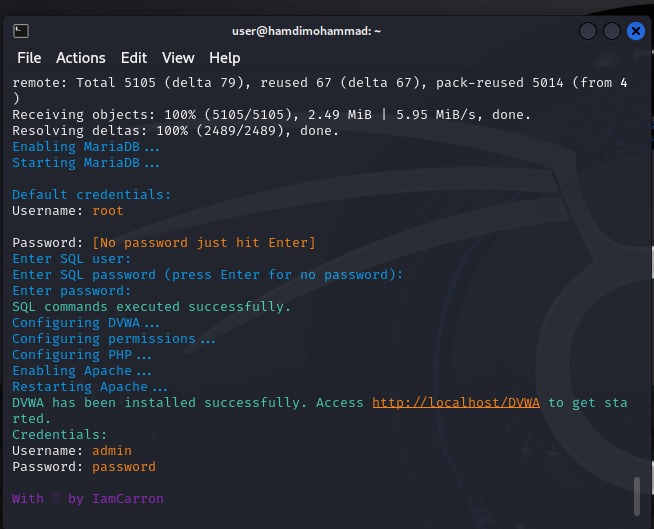 user@hamdimohammad: ~
File Actions Edit View Help
remote: Total 5105 (delta 79), reused 67 (delta 67), pack-reused 5014 (from 4
)
Receiving objects: 100% (5105/5105), 2.49 MiB | 5.95 MiB/s, done.
Resolving deltas: 100% (2489/2489), done.
Enabling MariaDB...
Starting MariaDB...
Default credentials:
Username: root
Password: [No password just hit Enter]
Enter SQL user:
Enter SQL password (press Enter for no password):
Enter password:
SQL commands executed successfully.
Configuring DVWA...
Configuring permissions...
Configuring PHP...
Enabling Apache...
Restarting Apache...
DVWA has been installed successfully. Access http://localhost/DVWA to get sta
rted.
Credentials:
Username: admin
Password: password
With ♡ by IamCarron